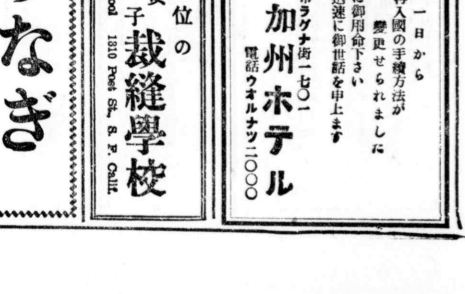 一日から
再入國の手續方法が
變更せられました
御用命下さい
迅速に御世話を申上ます
ラグナ街一七〇一
加州ホテル
電話ウオルナツ二〇〇〇
位の
子裁縫學校
ool 1310 Post St., S. F. Calif.
なぎ